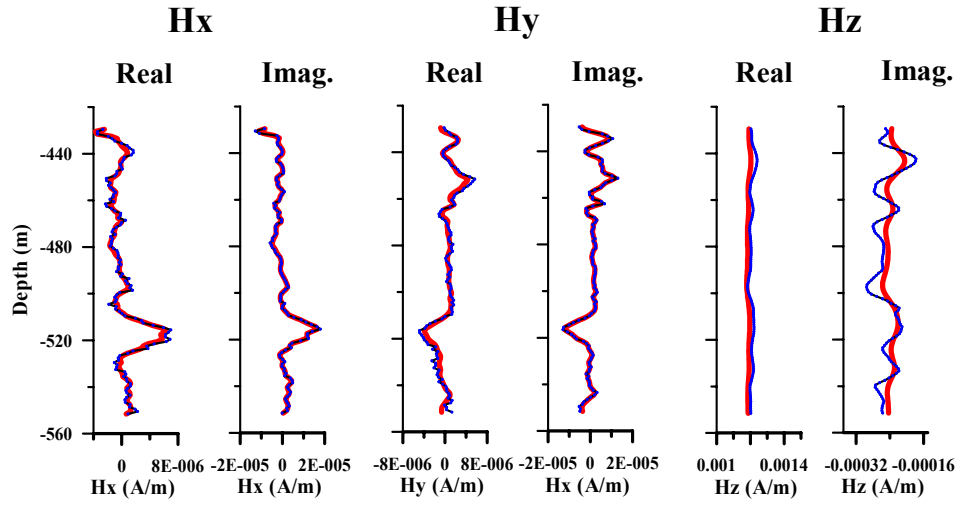 Hx Hy Hz
Real Imag. Real Imag. Real Imag.
Depth (m)
-440
-480
-520
-560
0 8E-006 -2E-005 0 2E-005 -8E-006 0 8E-006 -2E-005 0 2E-005 0.001 0.0014 -0.00032 -0.00016
Hx (A/m) Hx (A/m) Hy (A/m) Hx (A/m) Hz (A/m) Hz (A/m)